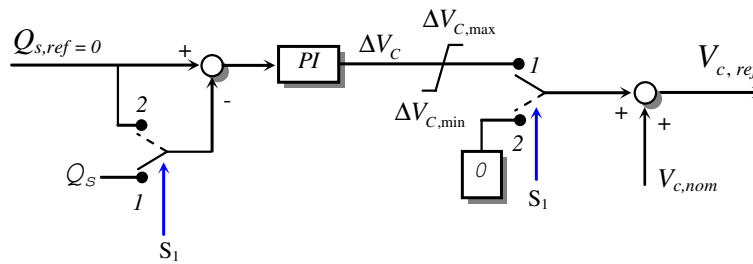 Q_{s,ref = 0}
+
-
PI
ΔV_C
ΔV_{C,max}
ΔV_{C,min}
1
2
0
S_1
+
+
V_{c, ref}
V_{c,nom}
2
Q_s
1
S_1